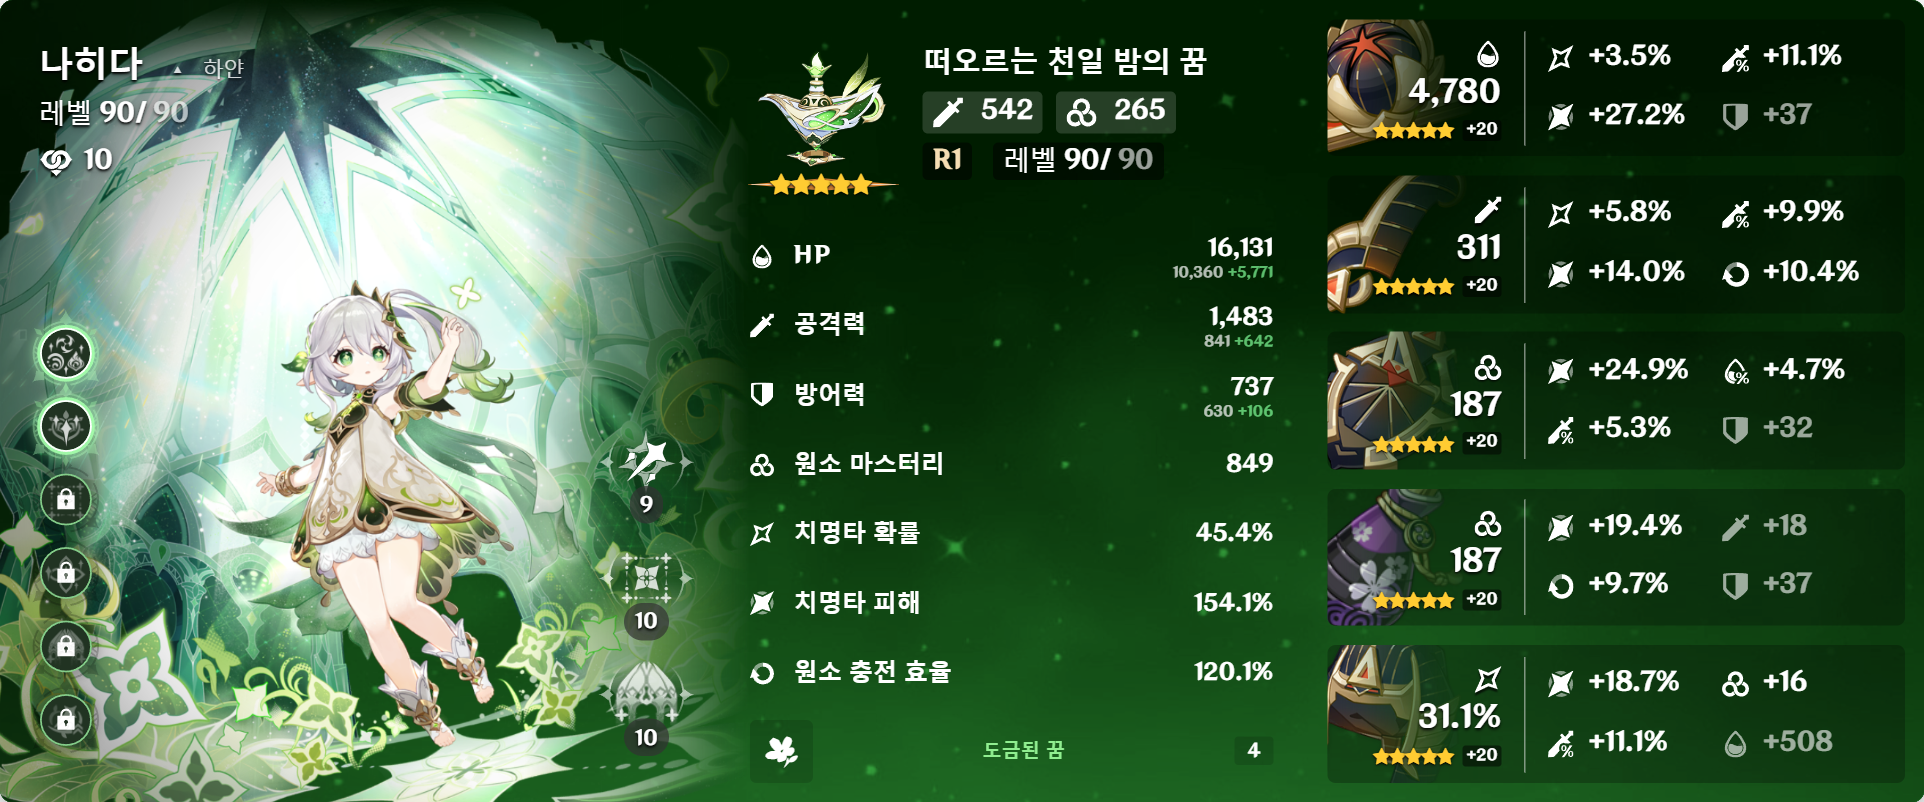 나히다 ▲ 하얀
레벨 90/ 90
10
9
10
10
떠오르는 천일 밤의 꿈
542 265
R1 레벨 90/ 90
HP 16,131
10,360 +5,771
공격력 1,483
841 +642
방어력 737
630 +106
원소 마스터리 849
치명타 확률 45.4%
치명타 피해 154.1%
원소 충전 효율 120.1%
도금된 꿈 4
4,780
+20
+3.5% +11.1%
+27.2% +37
311
+20
+5.8% +9.9%
+14.0% +10.4%
187
+20
+24.9% +4.7%
+5.3% +32
187
+20
+19.4% +18
+9.7% +37
31.1%
+20
+18.7% +16
+11.1% +508